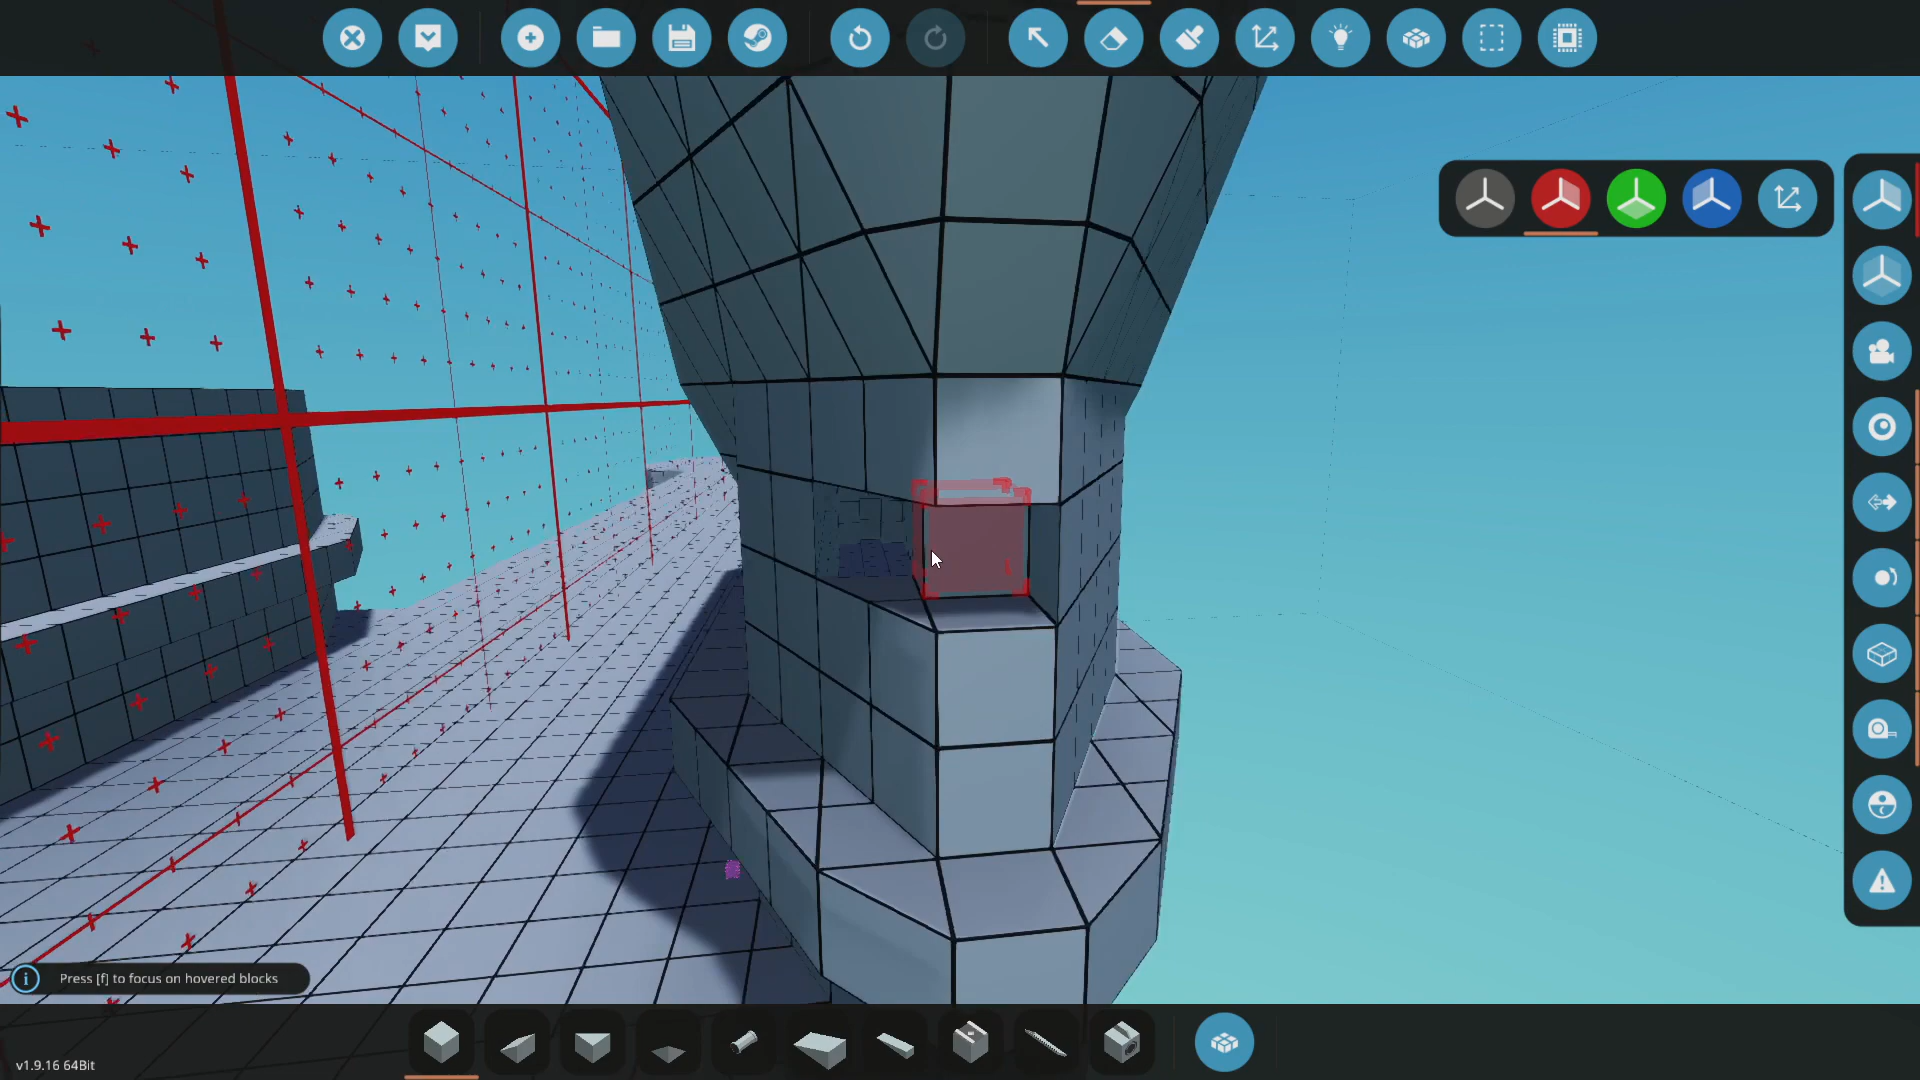 Press [f] to focus on hovered blocks
v1.9.16 64Bit